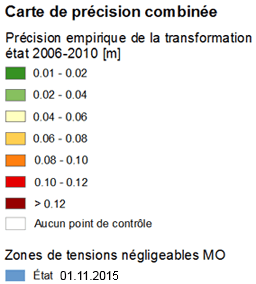 Carte de précision combinée
Précision empirique de la transformation
état 2006-2010 [m]
0.01 - 0.02
0.02 - 0.04
0.04 - 0.06
0.06 - 0.08
0.08 - 0.10
0.10 - 0.12
> 0.12
Aucun point de contrôle
Zones de tensions négligeables MO
État 01.11.2015